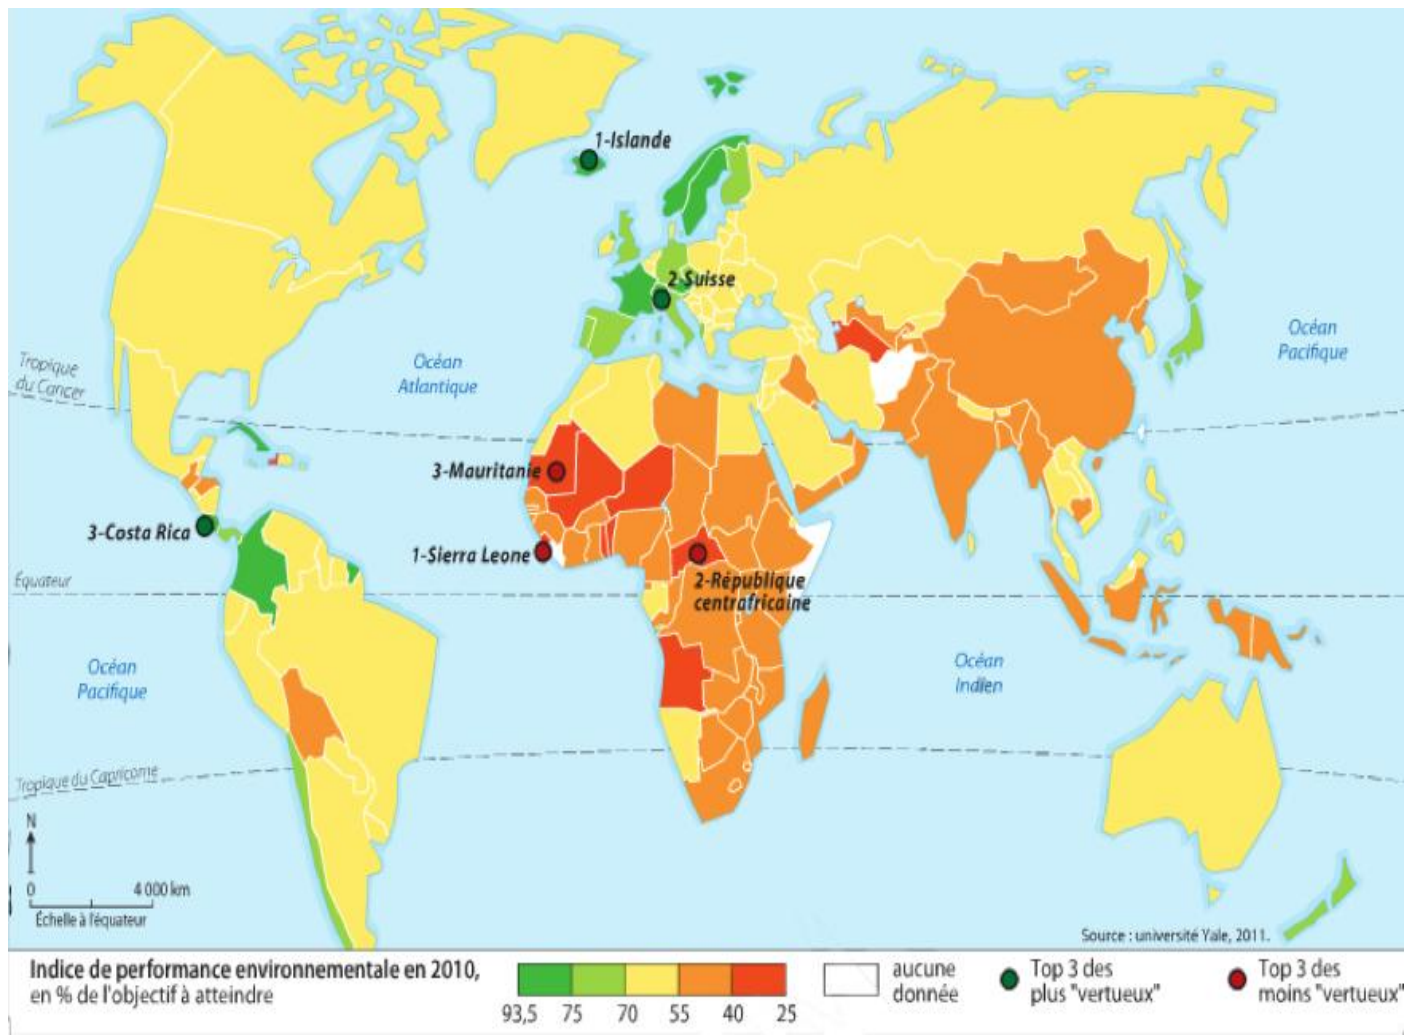 1-Islande
2-Suisse
Tropique
du Cancer
Océan
Atlantique
Océan
Pacifique
3-Mauritanie
3-Costa Rica
1-Sierra Leone
2-République
centrafricaine
Équateur
Océan
Pacifique
Océan
Indien
Tropique du Capricorne
N
0
4 000 km
Échelle à l'équateur
Source : université Yale, 2011.
Indice de performance environnementale en 2010,
en % de l'objectif à atteindre
93,5 75 70 55 40 25
aucune
donnée
Top 3 des
plus "vertueux"
Top 3 des
moins "vertueux"